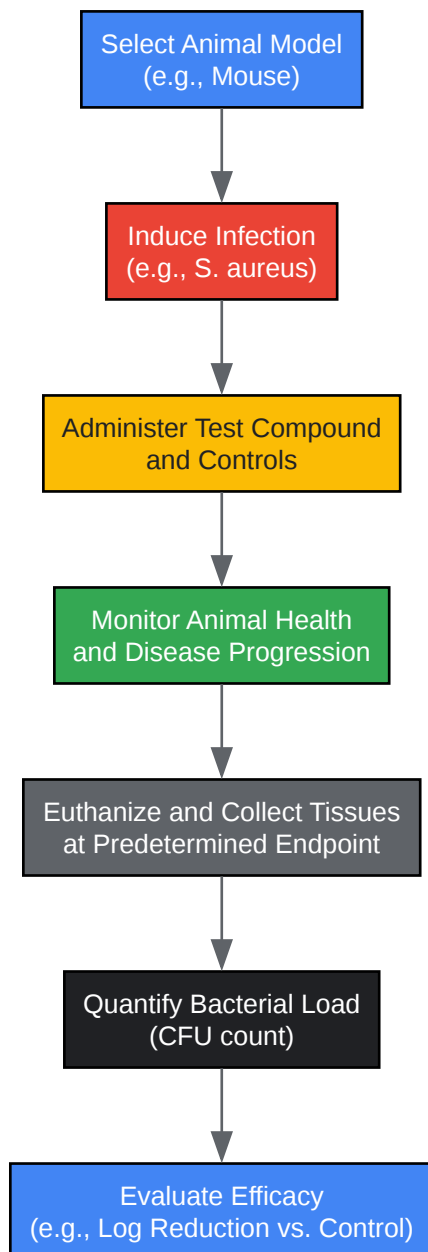 Select Animal Model
(e.g., Mouse)
Induce Infection
(e.g., S. aureus)
Administer Test Compound
and Controls
Monitor Animal Health
and Disease Progression
Euthanize and Collect Tissues
at Predetermined Endpoint
Quantify Bacterial Load
(CFU count)
Evaluate Efficacy
(e.g., Log Reduction vs. Control)